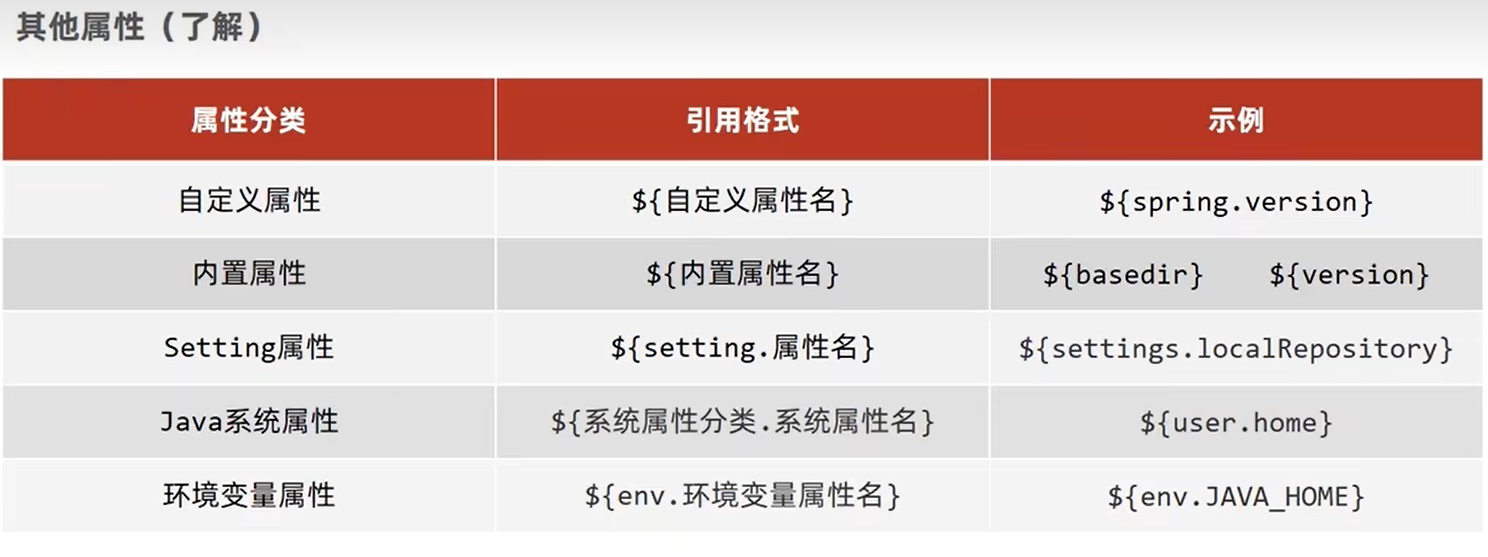 其他属性（了解）
属性分类 引用格式 示例
自定义属性 ${自定义属性名} ${spring.version}
内置属性 ${内置属性名} ${basedir} ${version}
Setting属性 ${setting.属性名} ${settings.localRepository}
Java系统属性 ${系统属性分类.系统属性名} ${user.home}
环境变量属性 ${env.环境变量属性名} ${env.JAVA_HOME}